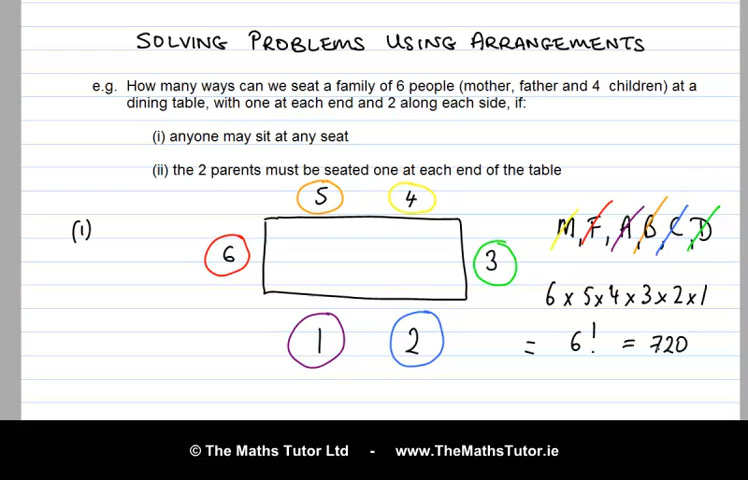 SOLVING PROBLEMS USING ARRANGEMENTS
e.g. How many ways can we seat a family of 6 people (mother, father and 4 children) at a
dining table, with one at each end and 2 along each side, if:
(i) anyone may sit at any seat
(ii) the 2 parents must be seated one at each end of the table
(i)
5 4
6 3
1 2
M, F, A, B, C, D
6 x 5 x 4 x 3 x 2 x 1
= 6! = 720
© The Maths Tutor Ltd - www.TheMathsTutor.ie